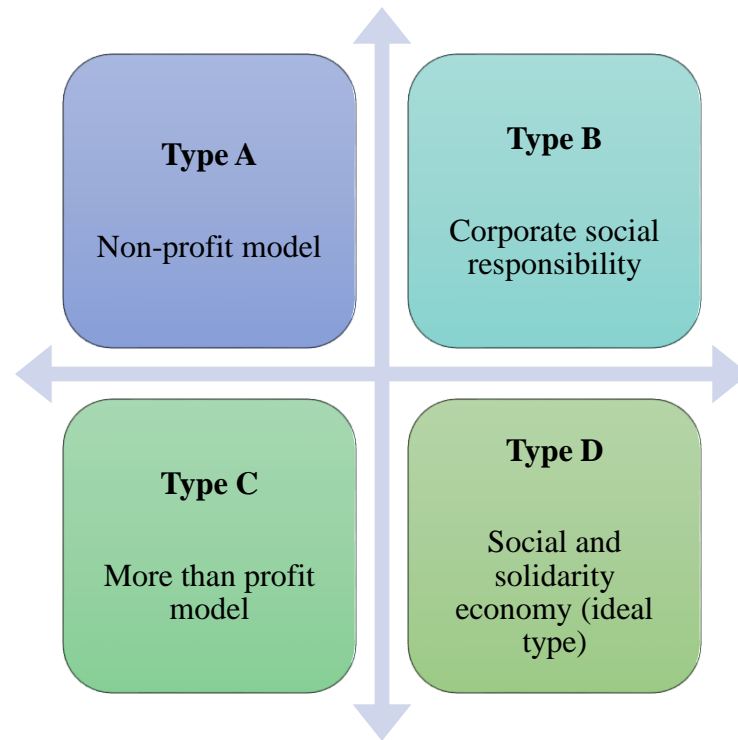 Type A
Non-profit model
Type B
Corporate social
responsibility
Type C
More than profit
model
Type D
Social and
solidarity
economy (ideal
type)